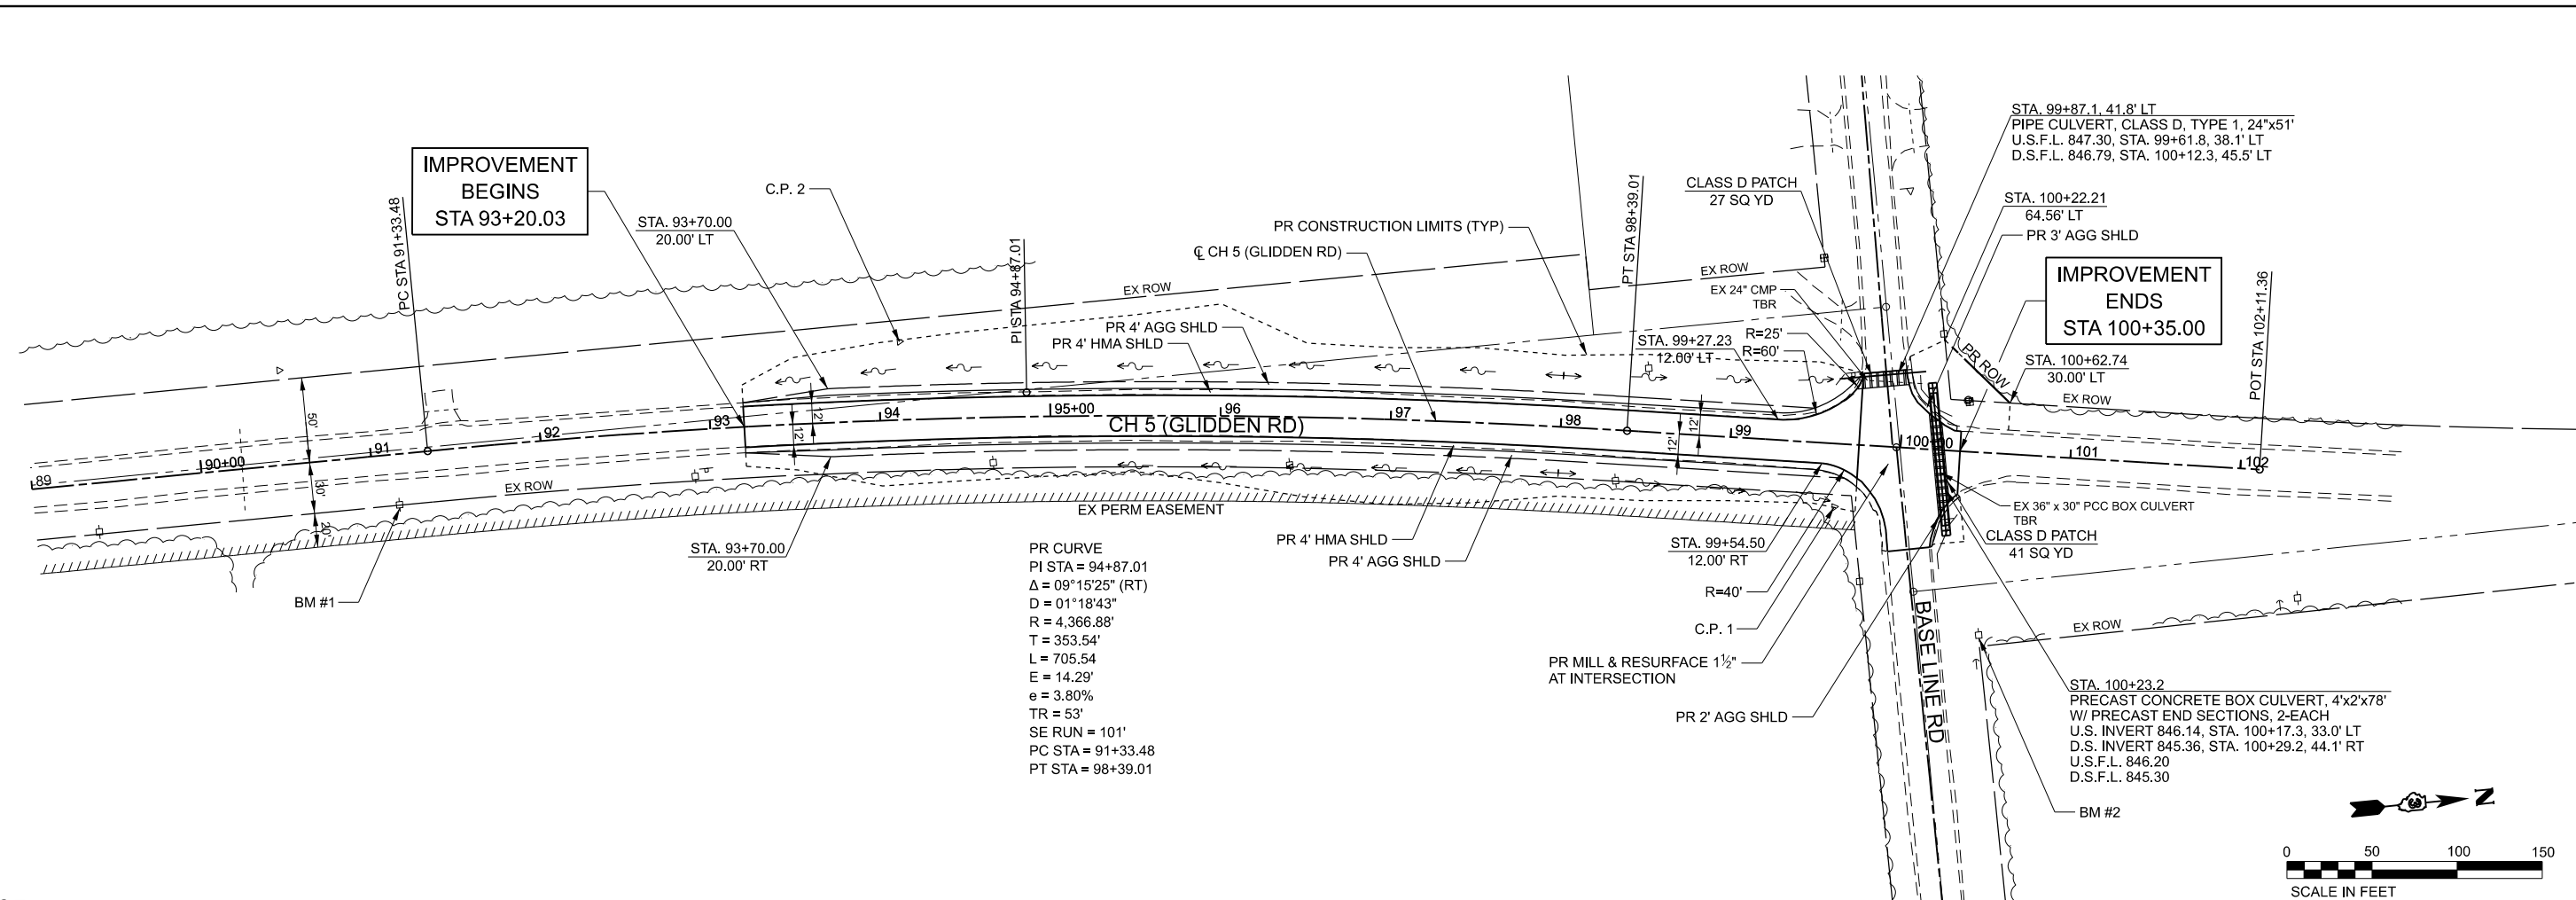 IMPROVEMENT
BEGINS
STA 93+20.03
PC STA 91+33.48
STA. 93+70.00
20.00' LT
C.P. 2
PI STA 94+87.01
EX ROW
PR 4' AGG SHLD
PR 4' HMA SHLD
PR CONSTRUCTION LIMITS (TYP)
℄ CH 5 (GLIDDEN RD)
PT STA 98+39.01
CLASS D PATCH
27 SQ YD
EX ROW
EX 24" CMP
TBR
STA. 99+27.23
12.00' LT
R=25'
R=60'
STA. 99+87.1, 41.8' LT
PIPE CULVERT, CLASS D, TYPE 1, 24"x51'
U.S.F.L. 847.30, STA. 99+61.8, 38.1' LT
D.S.F.L. 846.79, STA. 100+12.3, 45.5' LT
STA. 100+22.21
64.56' LT
PR 3' AGG SHLD
IMPROVEMENT
ENDS
STA 100+35.00
PR ROW
STA. 100+62.74
30.00' LT
EX ROW
POT STA 102+11.36
50'
30'
20'
12'
12'
12'
12'
89
90+00
91
92
93
94
95+00
96
97
98
99
100+00
101
102
CH 5 (GLIDDEN RD)
EX ROW
EX PERM EASEMENT
BM #1
STA. 93+70.00
20.00' RT
PR CURVE
PI STA = 94+87.01
Δ = 09°15'25" (RT)
D = 01°18'43"
R = 4,366.88'
T = 353.54'
L = 705.54
E = 14.29'
e = 3.80%
TR = 53'
SE RUN = 101'
PC STA = 91+33.48
PT STA = 98+39.01
PR 4' HMA SHLD
PR 4' AGG SHLD
STA. 99+54.50
12.00' RT
R=40'
C.P. 1
PR MILL & RESURFACE 1½"
AT INTERSECTION
PR 2' AGG SHLD
BASE LINE RD
EX 36" x 30" PCC BOX CULVERT
TBR
CLASS D PATCH
41 SQ YD
EX ROW
STA. 100+23.2
PRECAST CONCRETE BOX CULVERT, 4'x2'x78'
W/ PRECAST END SECTIONS, 2-EACH
U.S. INVERT 846.14, STA. 100+17.3, 33.0' LT
D.S. INVERT 845.36, STA. 100+29.2, 44.1' RT
U.S.F.L. 846.20
D.S.F.L. 845.30
BM #2
N
0 50 100 150
SCALE IN FEET